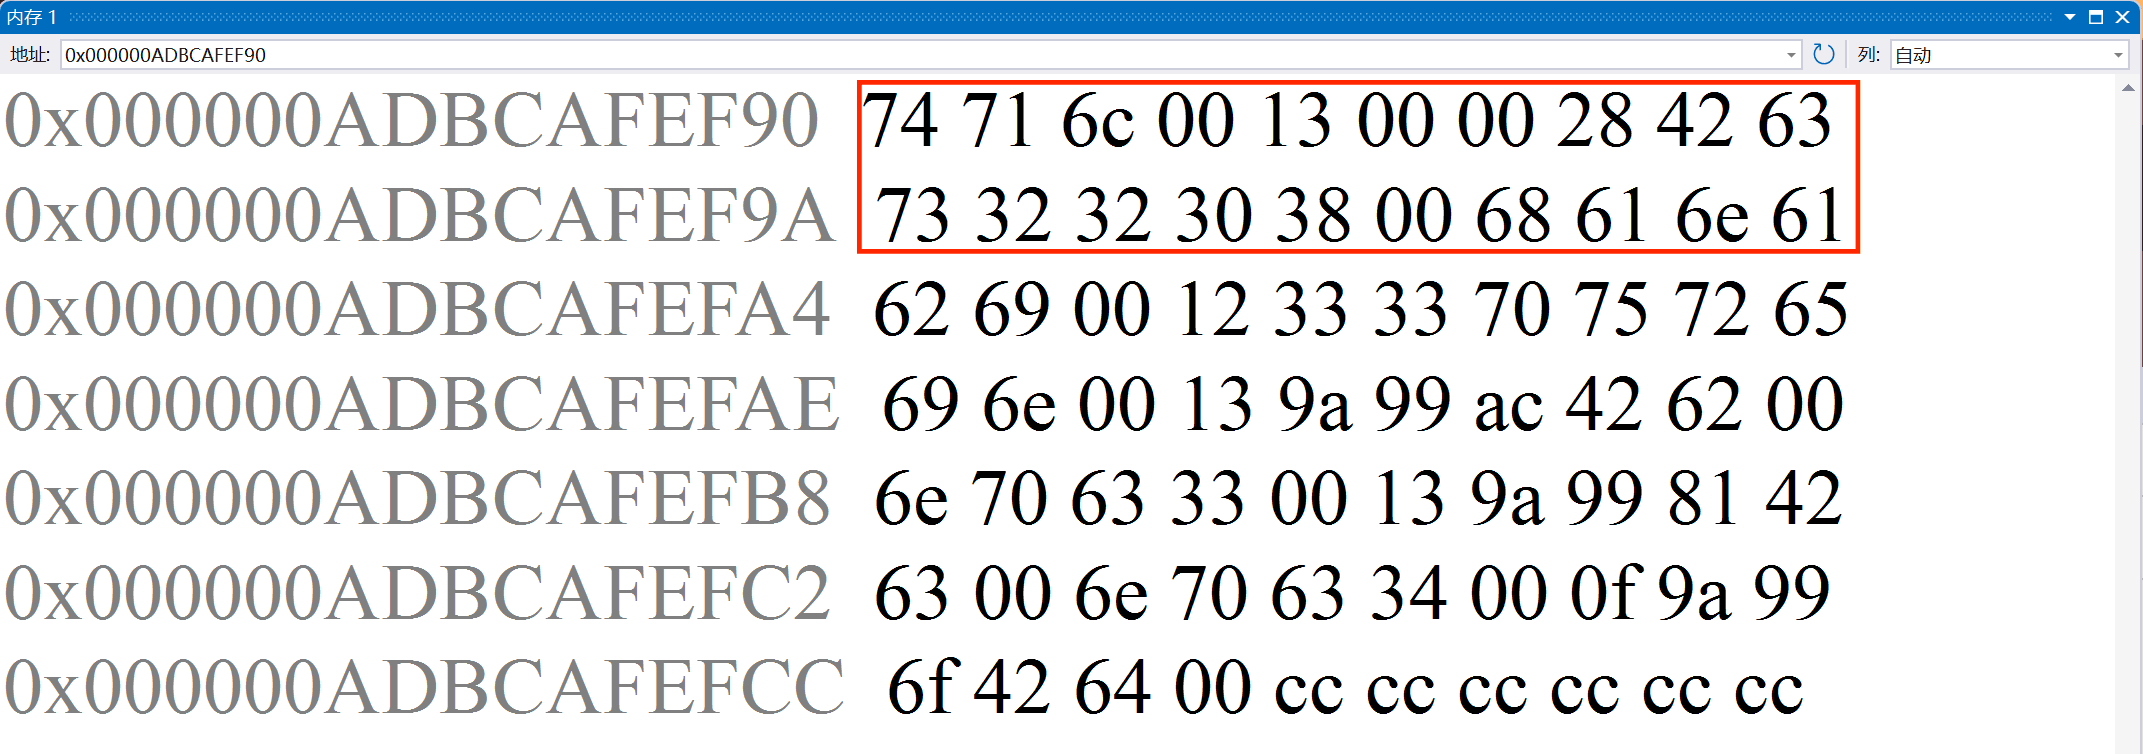 内存 1
地址: 0x000000ADBCAFEF90 列: 自动
0x000000ADBCAFEF90 74 71 6c 00 13 00 00 28 42 63
0x000000ADBCAFEF9A 73 32 32 30 38 00 68 61 6e 61
0x000000ADBCAFEFA4 62 69 00 12 33 33 70 75 72 65
0x000000ADBCAFEFAE 69 6e 00 13 9a 99 ac 42 62 00
0x000000ADBCAFEFB8 6e 70 63 33 00 13 9a 99 81 42
0x000000ADBCAFEFC2 63 00 6e 70 63 34 00 0f 9a 99
0x000000ADBCAFEFCC 6f 42 64 00 cc cc cc cc cc cc